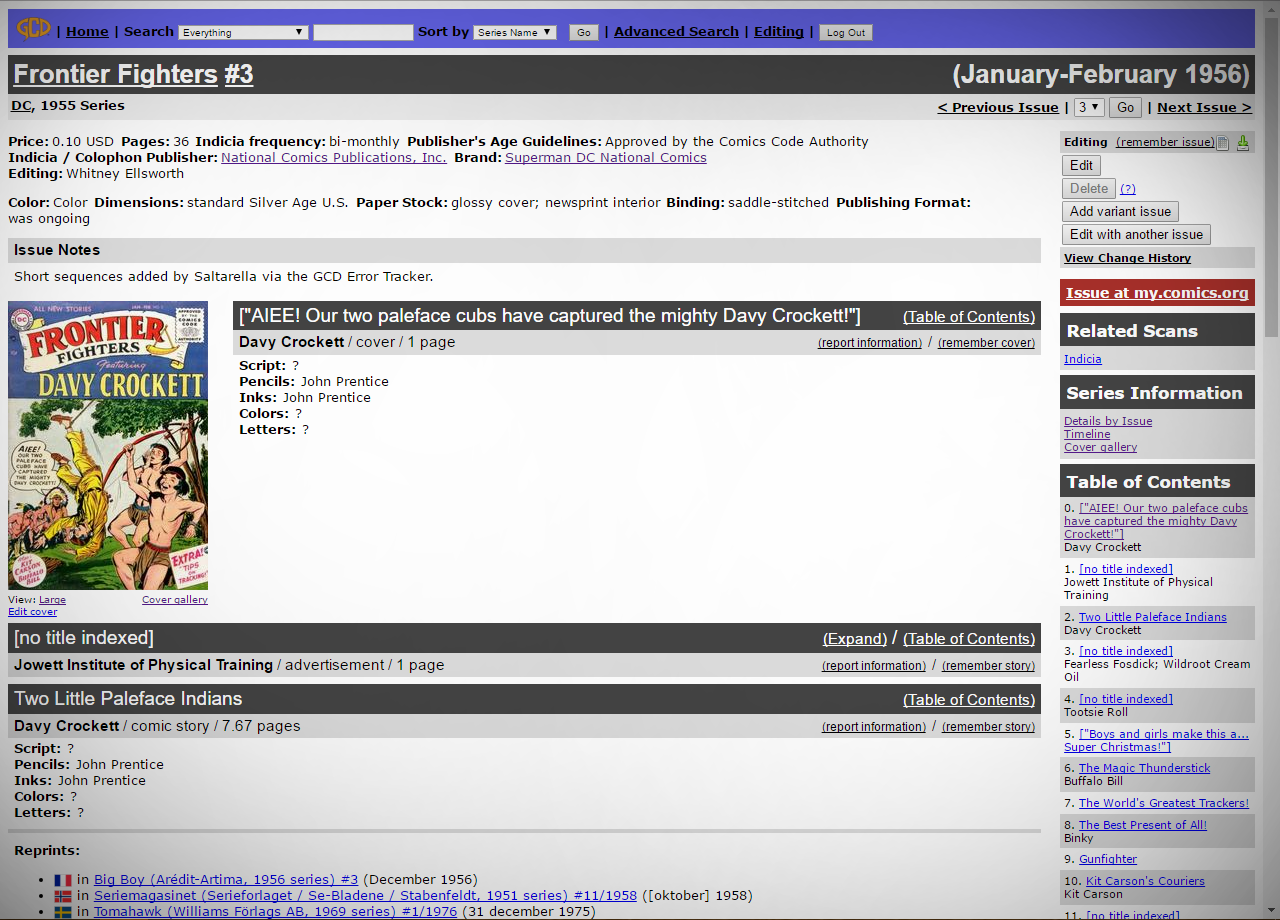 GCD | Home | Search Everything ▼ Sort by Series Name ▼ Go | Advanced Search | Editing | Log Out
Frontier Fighters #3 (January-February 1956)
DC, 1955 Series < Previous Issue | 3 ▼ Go | Next Issue >
Price: 0.10 USD Pages: 36 Indicia frequency: bi-monthly Publisher's Age Guidelines: Approved by the Comics Code Authority
Indicia / Colophon Publisher: National Comics Publications, Inc. Brand: Superman DC National Comics
Editing: Whitney Ellsworth
Color: Color Dimensions: standard Silver Age U.S. Paper Stock: glossy cover; newsprint interior Binding: saddle-stitched Publishing Format:
was ongoing
Issue Notes
Short sequences added by Saltarella via the GCD Error Tracker.
ALL NEW STORIES
DC
APPROVED
BY THE
COMICS
CODE
AUTHORITY
FRONTIER
FIGHTERS
Featuring
DAVY CROCKETT
AIEE!
OUR TWO
PALEFACE
CUBS HAVE
CAPTURED
THE MIGHTY
DAVY CROCKETT!
KIT CARSON
BUFFALO BILL
EXTRA!
TIPS
ON
TRACKING!
View: Large Cover gallery
Edit cover
["AIEE! Our two paleface cubs have captured the mighty Davy Crockett!"] (Table of Contents)
Davy Crockett / cover / 1 page (report information) / (remember cover)
Script: ?
Pencils: John Prentice
Inks: John Prentice
Colors: ?
Letters: ?
[no title indexed] (Expand) / (Table of Contents)
Jowett Institute of Physical Training / advertisement / 1 page (report information) / (remember story)
Two Little Paleface Indians (Table of Contents)
Davy Crockett / comic story / 7.67 pages (report information) / (remember story)
Script: ?
Pencils: John Prentice
Inks: John Prentice
Colors: ?
Letters: ?
Reprints:
• in Big Boy (Arédit-Artima, 1956 series) #3 (December 1956)
• in Seriemagasinet (Serieforlaget / Se-Bladene / Stabenfeldt, 1951 series) #11/1958 ([oktober] 1958)
• in Tomahawk (Williams Förlags AB, 1969 series) #1/1976 (31 december 1975)
Editing (remember issue)
Edit
Delete (?)
Add variant issue
Edit with another issue
View Change History
Issue at my.comics.org
Related Scans
Indicia
Series Information
Details by Issue
Timeline
Cover gallery
Table of Contents
0. ["AIEE! Our two paleface cubs
have captured the mighty Davy
Crockett!"]
Davy Crockett
1. [no title indexed]
Jowett Institute of Physical
Training
2. Two Little Paleface Indians
Davy Crockett
3. [no title indexed]
Fearless Fosdick; Wildroot Cream
Oil
4. [no title indexed]
Tootsie Roll
5. ["Boys and girls make this a...
Super Christmas!"]
6. The Magic Thunderstick
Buffalo Bill
7. The World's Greatest Trackers!
8. The Best Present of All!
Binky
9. Gunfighter
10. Kit Carson's Couriers
Kit Carson
11. [no title indexed]